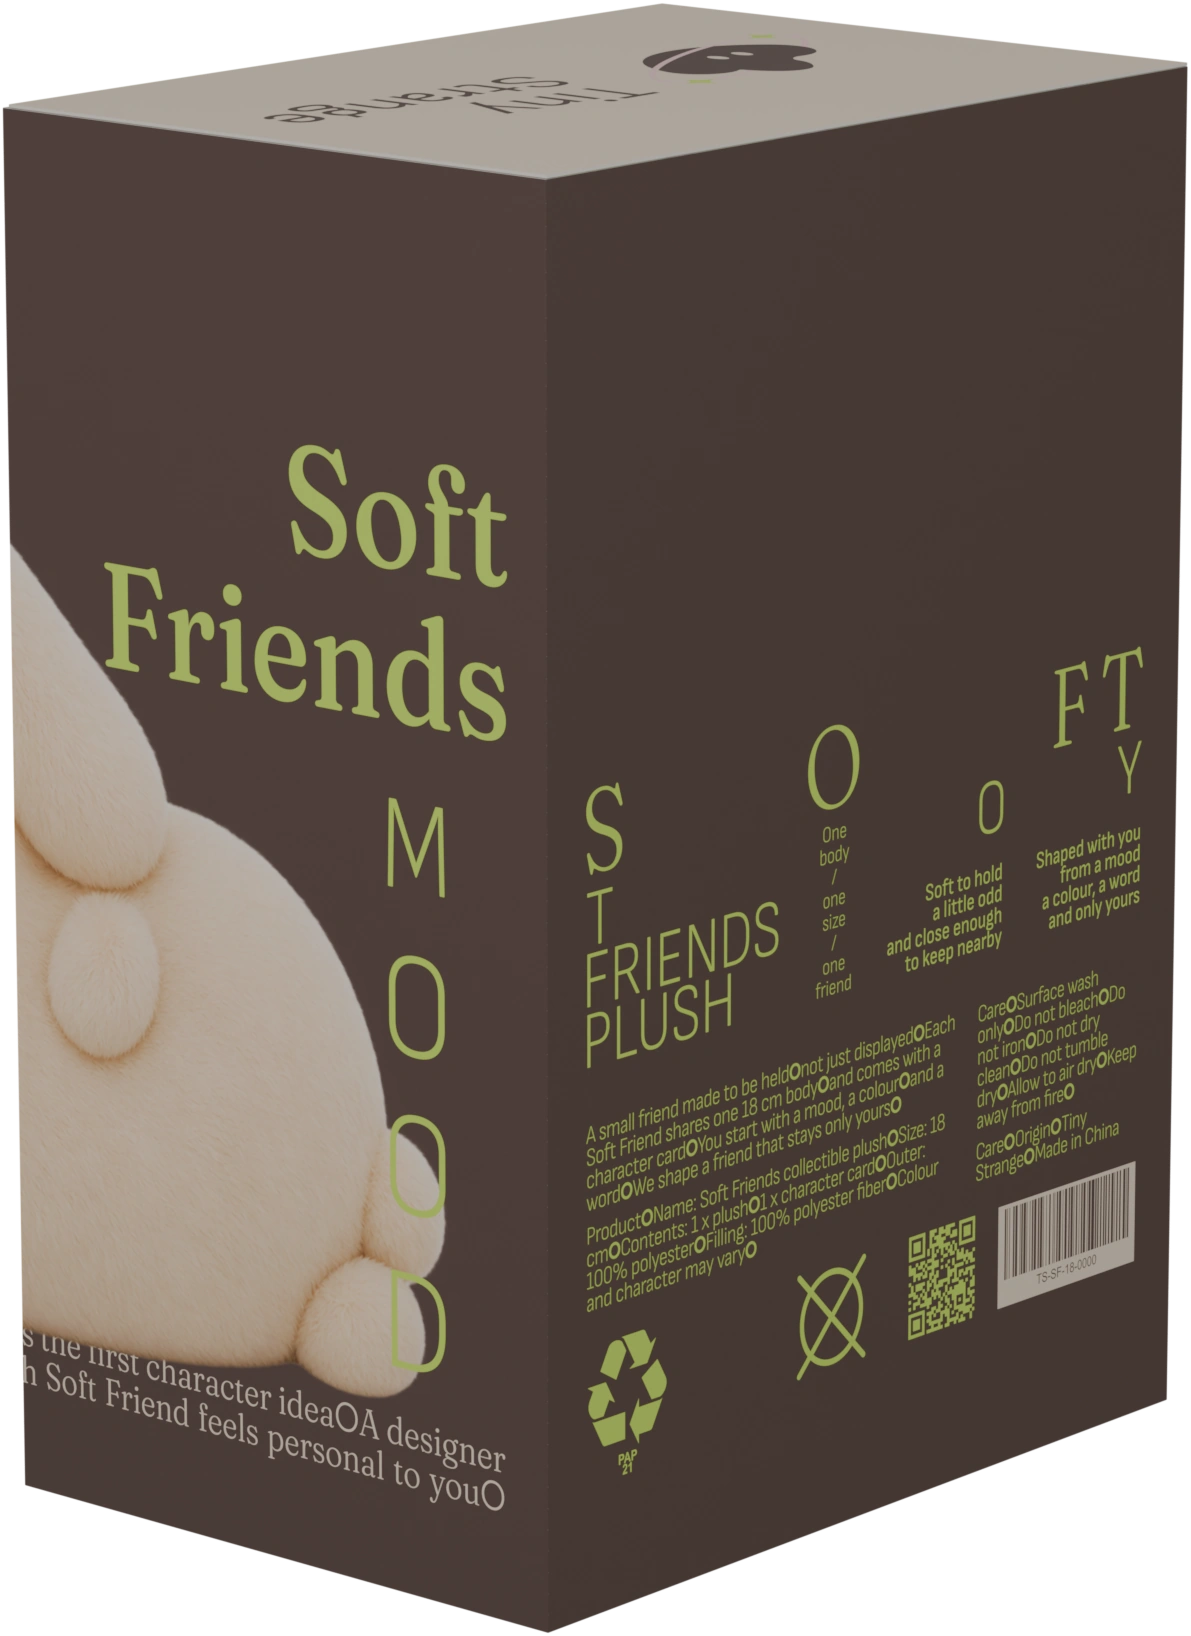 Tiny
Strange
Soft
Friends
M
O
O
D
the first character ideaOA designer
Soft Friend feels personal to youO
S
O
FT
T
O
Y
FRIENDS
PLUSH
One
body
/
one
size
/
one
friend
Soft to hold
a little odd
and close enough
to keep nearby
Shaped with you
from a mood
a colour, a word
and only yours
A small friend made to be heldOnot just displayedOEach
Soft Friend shares one 18 cm bodyOand comes with a
character cardOYou start with a mood, a colourOand a
wordOWe shape a friend that stays only yoursO
ProductOName: Soft Friends collectible plushOSize: 18
cmOContents: 1 x plushO1 x character cardOOuter:
100% polyesterOFilling: 100% polyester fiberOColour
and character may varyO
CareOSurface wash
onlyODo not bleachODo
not ironODo not dry
cleanODo not tumble
dryOAllow to air dryOKeep
away from fireO
CareOOriginOTiny
StrangeOMade in China
TS-SF-18-0000
PAP
21